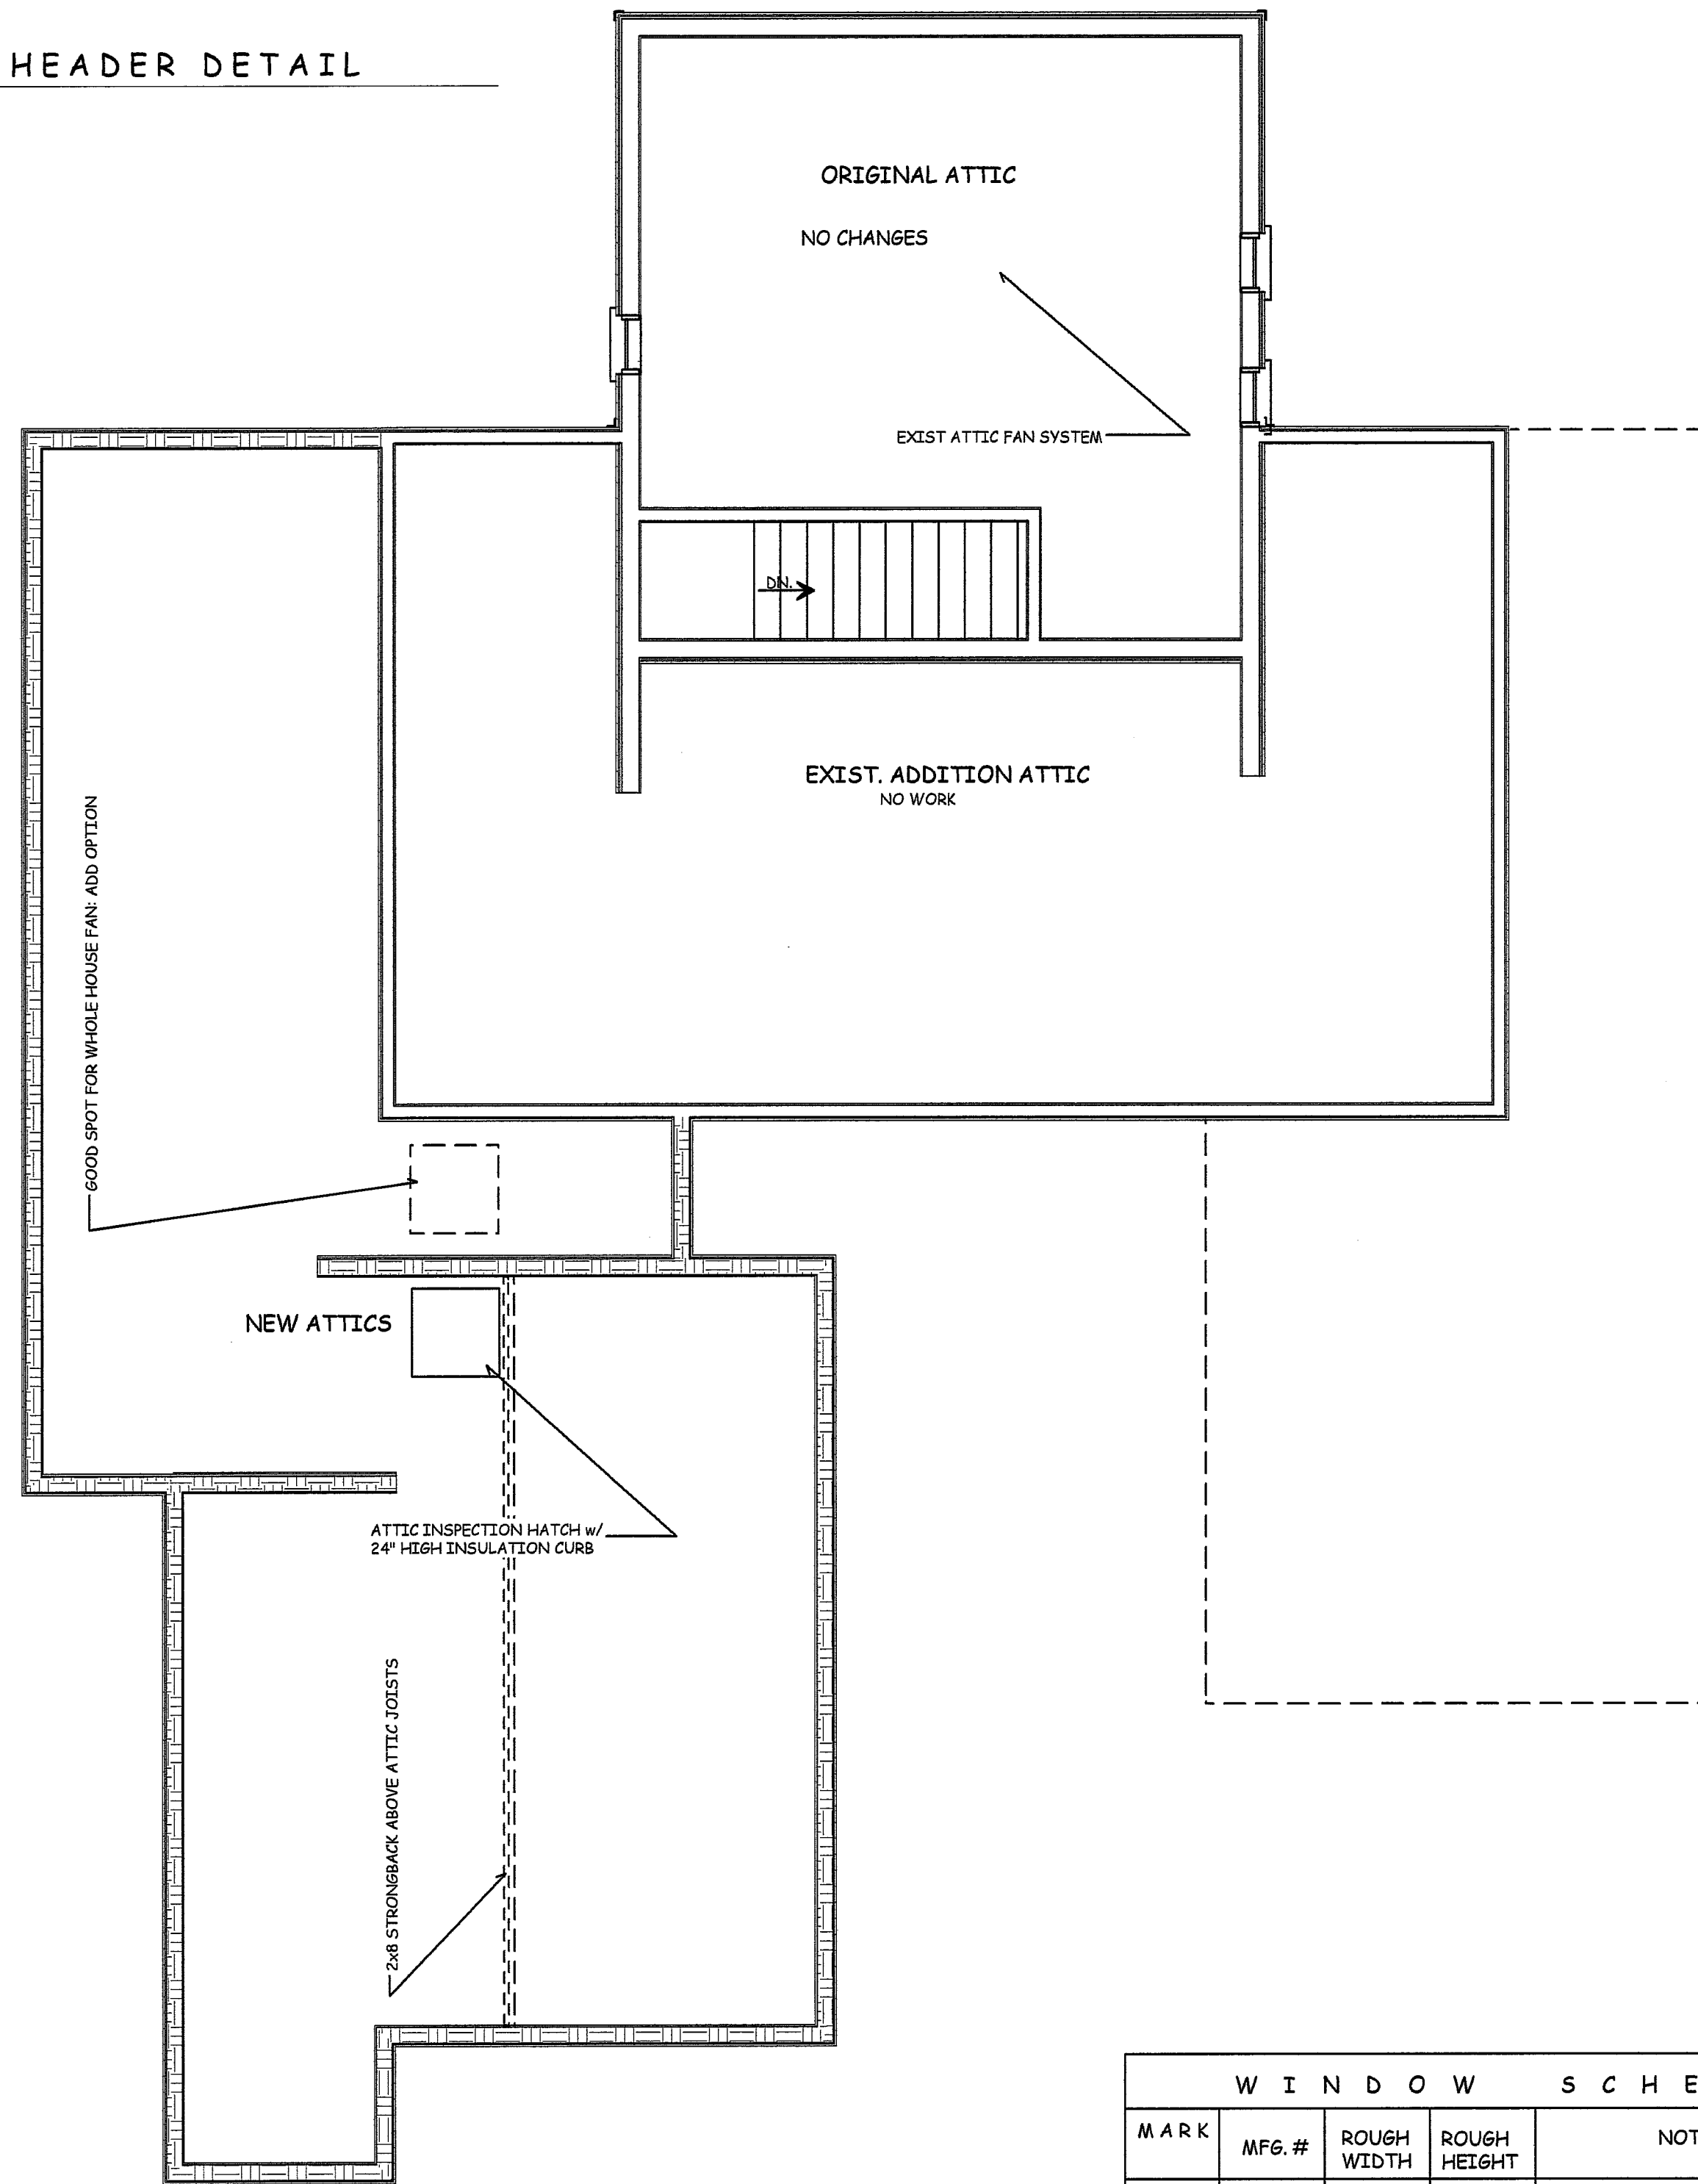 HEADER DETAIL
ORIGINAL ATTIC
NO CHANGES
EXIST ATTIC FAN SYSTEM
DN.
EXIST. ADDITION ATTIC
NO WORK
GOOD SPOT FOR WHOLE HOUSE FAN: ADD OPTION
NEW ATTICS
ATTIC INSPECTION HATCH w/
24" HIGH INSULATION CURB
2x8 STRONGBACK ABOVE ATTIC JOISTS
WINDOW SCHE
MARK
MFG. #
ROUGH
WIDTH
ROUGH
HEIGHT
NOT